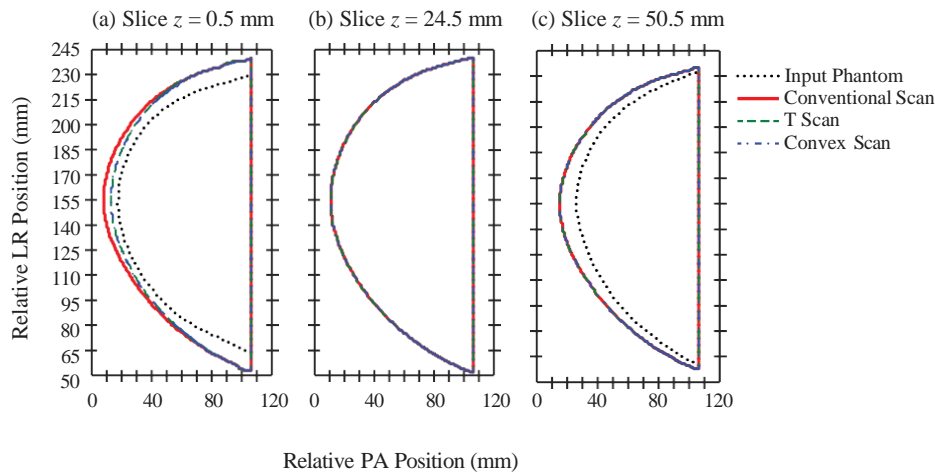 (a) Slice z = 0.5 mm
(b) Slice z = 24.5 mm
(c) Slice z = 50.5 mm
Relative LR Position (mm)
245
230
215
200
185
170
155
140
125
110
95
80
65
50
0 40 80 120
0 40 80 120
0 40 80 120
Relative PA Position (mm)
Input Phantom
Conventional Scan
T Scan
Convex Scan